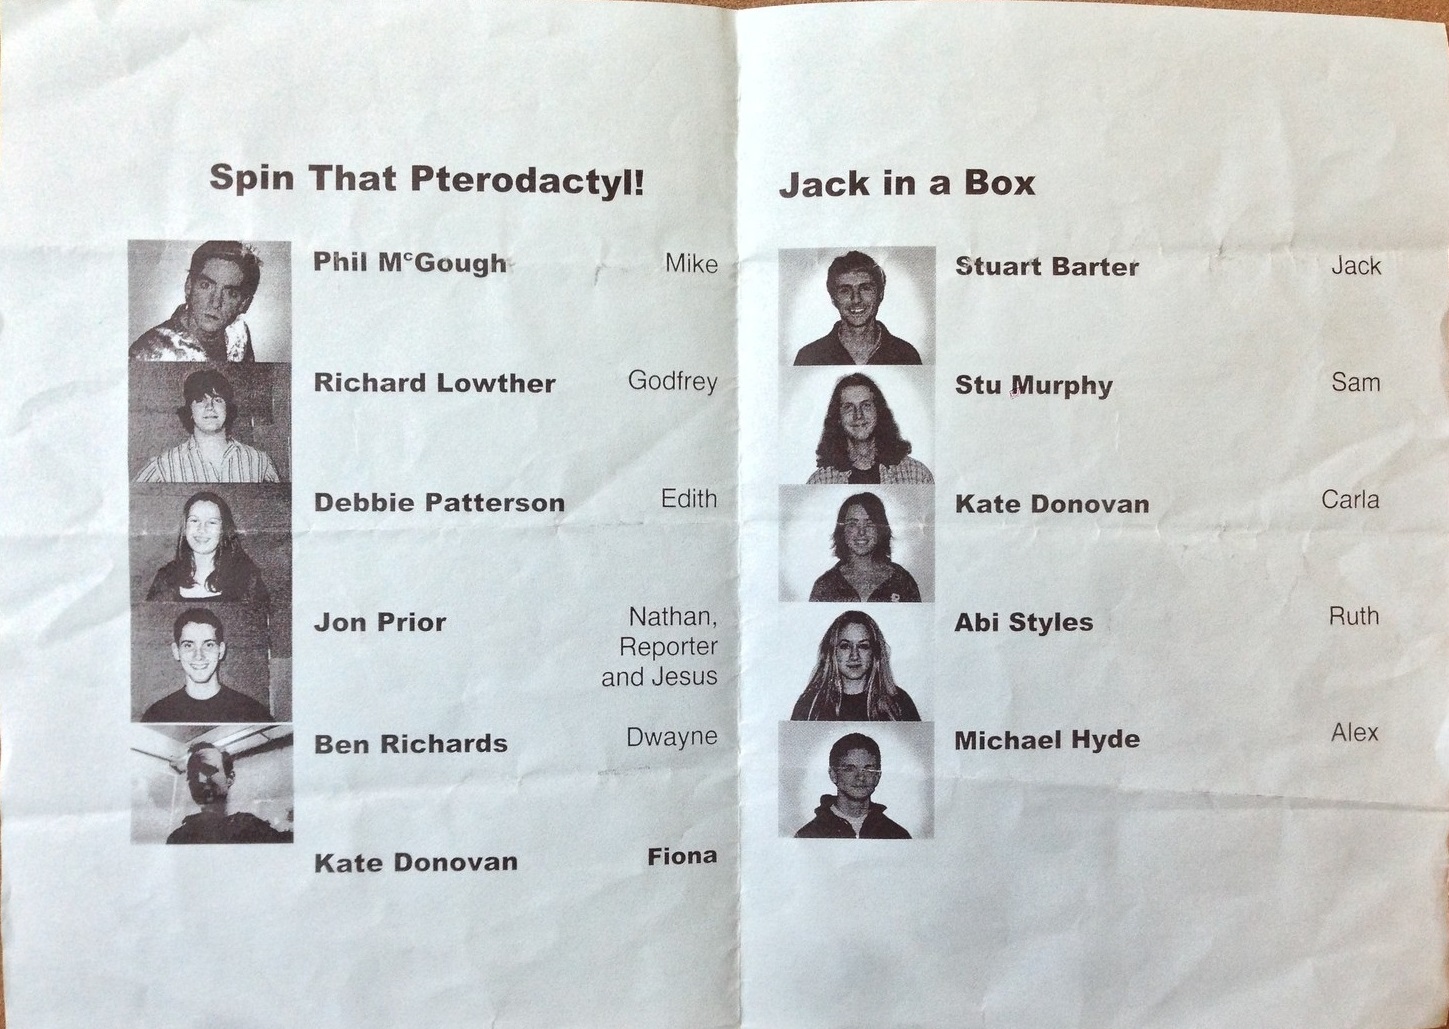 Spin That Pterodactyl!
Phil McGough Mike
Richard Lowther Godfrey
Debbie Patterson Edith
Jon Prior Nathan,
Reporter
and Jesus
Ben Richards Dwayne
Kate Donovan Fiona
Jack in a Box
Stuart Barter Jack
Stu Murphy Sam
Kate Donovan Carla
Abi Styles Ruth
Michael Hyde Alex